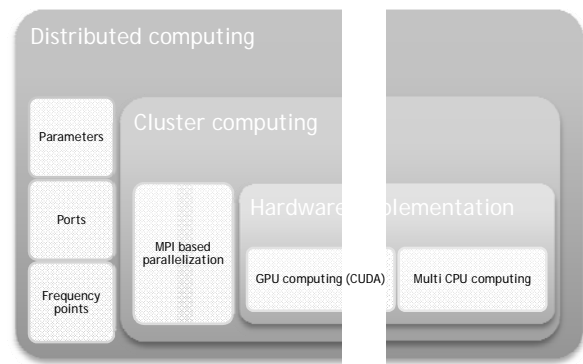 Distributed computing
Cluster computing
Parameters
Ports
Frequency
points
MPI based
parallelization
Hardware
GPU computing (CUDA)
Multi CPU computing